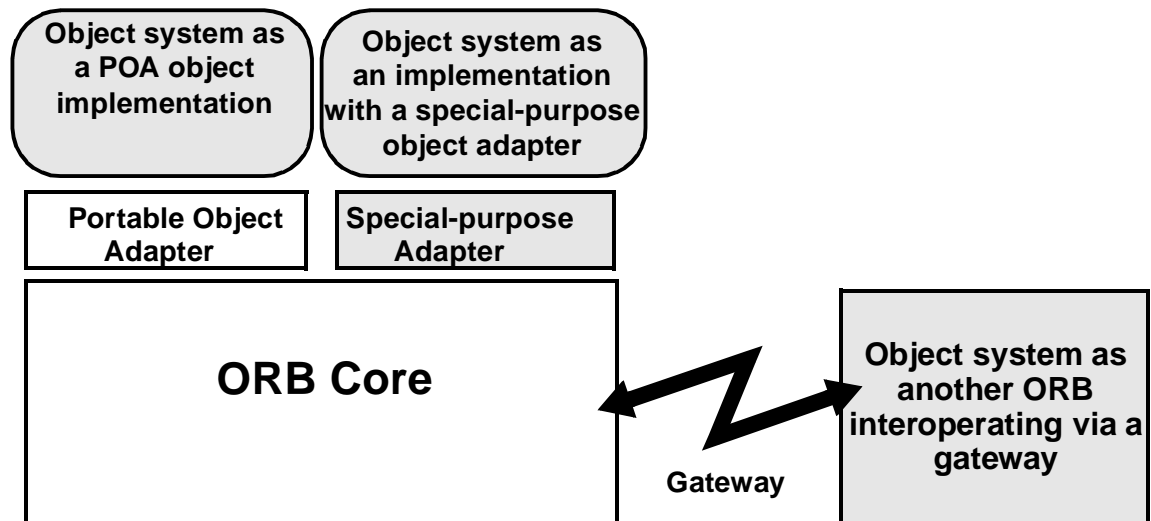 Object system as
a POA object
implementation
Object system as
an implementation
with a special-purpose
object adapter
Portable Object
Adapter
Special-purpose
Adapter
ORB Core
Gateway
Object system as
another ORB
interoperating via a
gateway